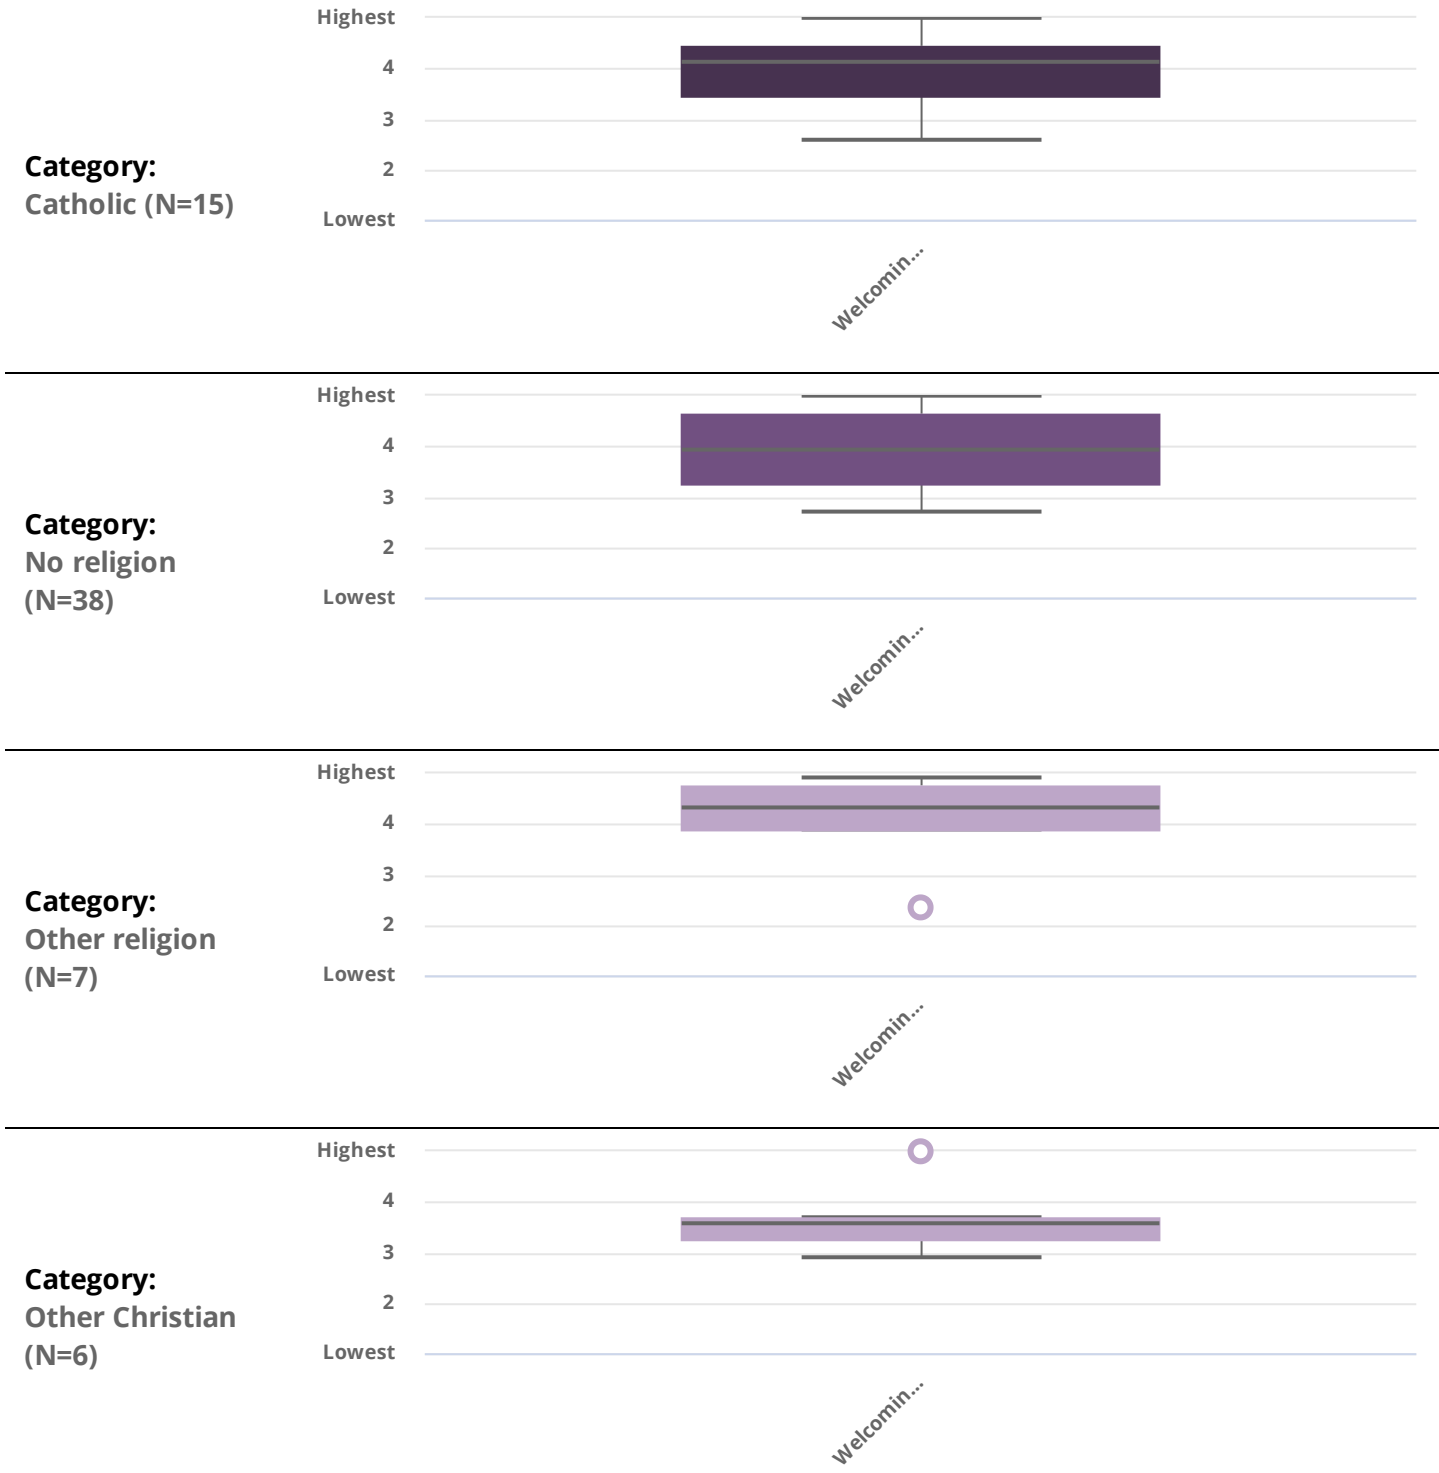 Highest
4
3
2
Lowest
Category:
Catholic (N=15)
Welcomin...
Highest
4
3
2
Lowest
Category:
No religion
(N=38)
Welcomin...
Highest
4
3
2
Lowest
Category:
Other religion
(N=7)
Welcomin...
Highest
4
3
2
Lowest
Category:
Other Christian
(N=6)
Welcomin...